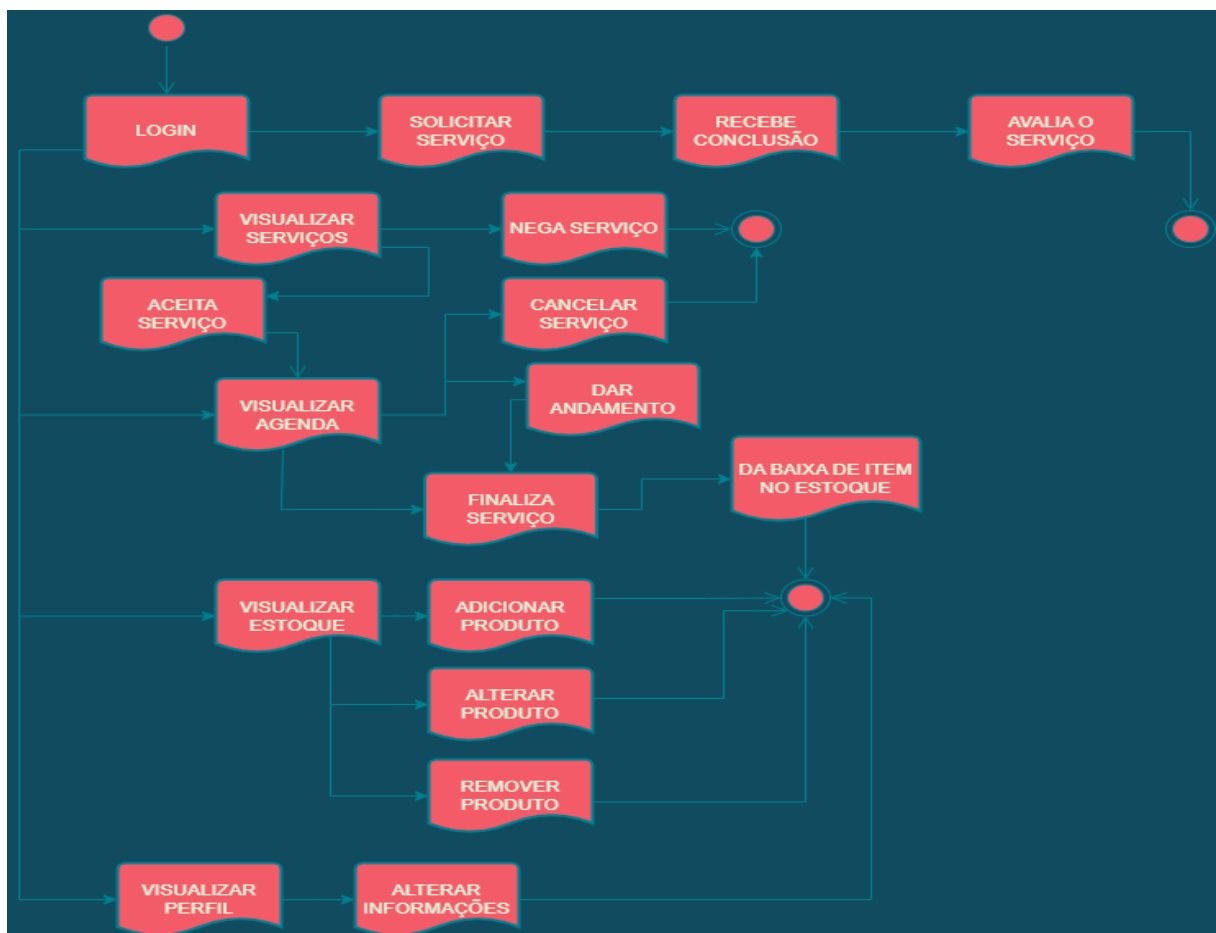 LOGIN
SOLICITAR
SERVIÇO
RECEBE
CONCLUSÃO
AVALIA O
SERVIÇO
VISUALIZAR
SERVIÇOS
NEGA SERVIÇO
ACEITA
SERVIÇO
CANCELAR
SERVIÇO
VISUALIZAR
AGENDA
DAR
ANDAMENTO
FINALIZA
SERVIÇO
DA BAIXA DE ITEM
NO ESTOQUE
VISUALIZAR
ESTOQUE
ADICIONAR
PRODUTO
ALTERAR
PRODUTO
REMOVER
PRODUTO
VISUALIZAR
PERFIL
ALTERAR
INFORMAÇÕES